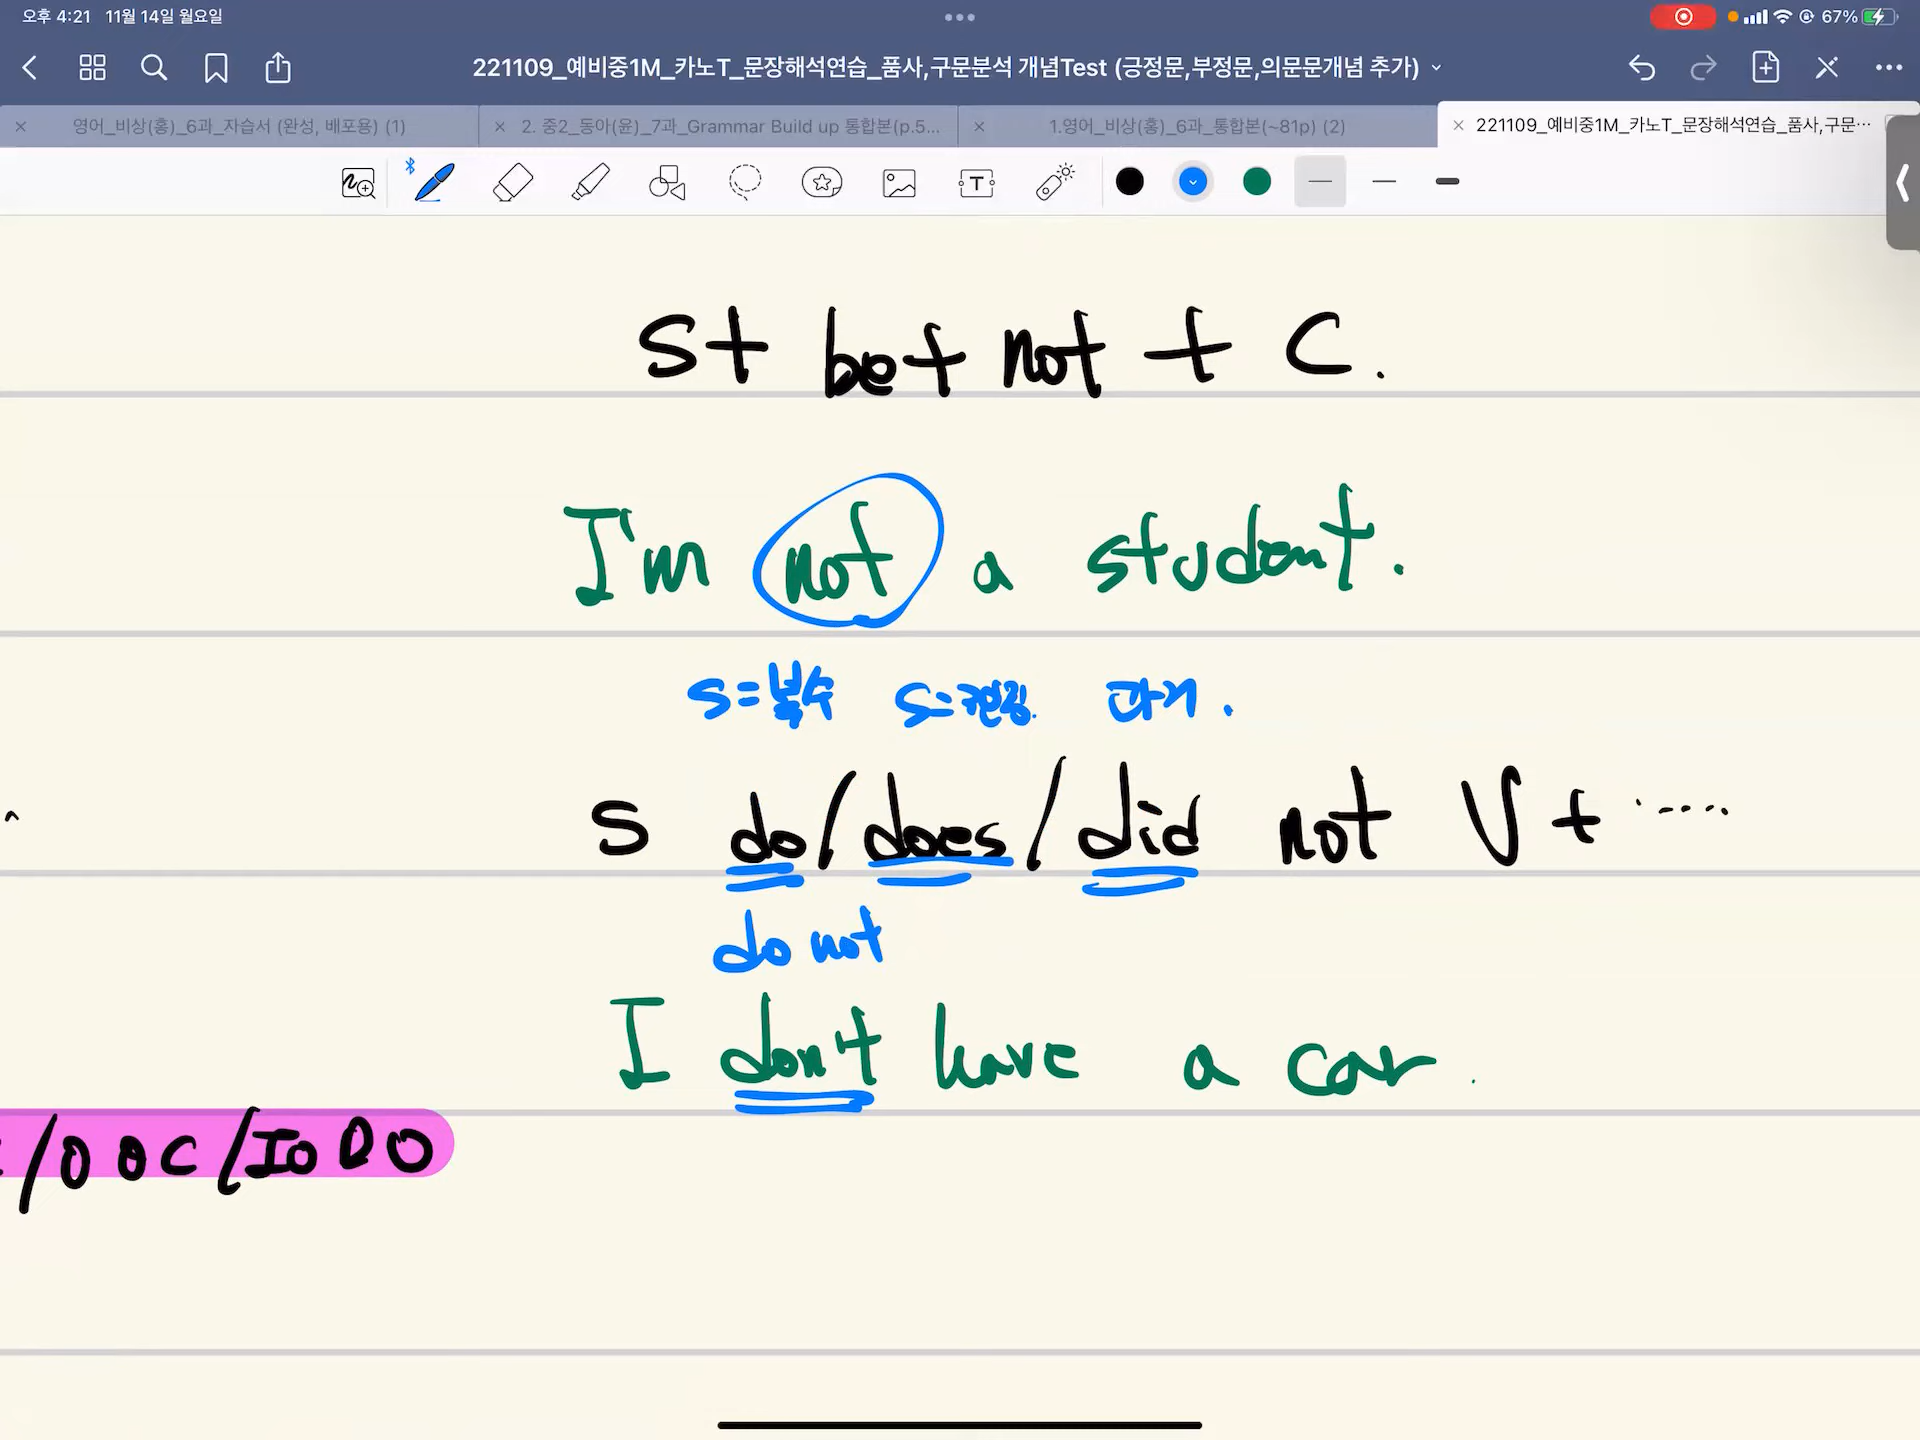 오후 4:21 11월 14일 월요일
67%
221109_예비중1M_카노T_문장해석연습_품사,구문분석 개념Test (긍정문,부정문,의문문개념 추가)
영어_비상(홍)_6과_자습서 (완성, 배포용) (1)
2. 중2_동아(윤)_7과_Grammar Build up 통합본(p.5...
1.영어_비상(홍)_6과_통합본(~81p) (2)
221109_예비중1M_카노T_문장해석연습_품사,구문…
S+ be+ not + C.
I'm not a student.
S=복수 S= 과거.
S do/does/did not V + ......
do not
I don't have a car.
/O OC/IO DO